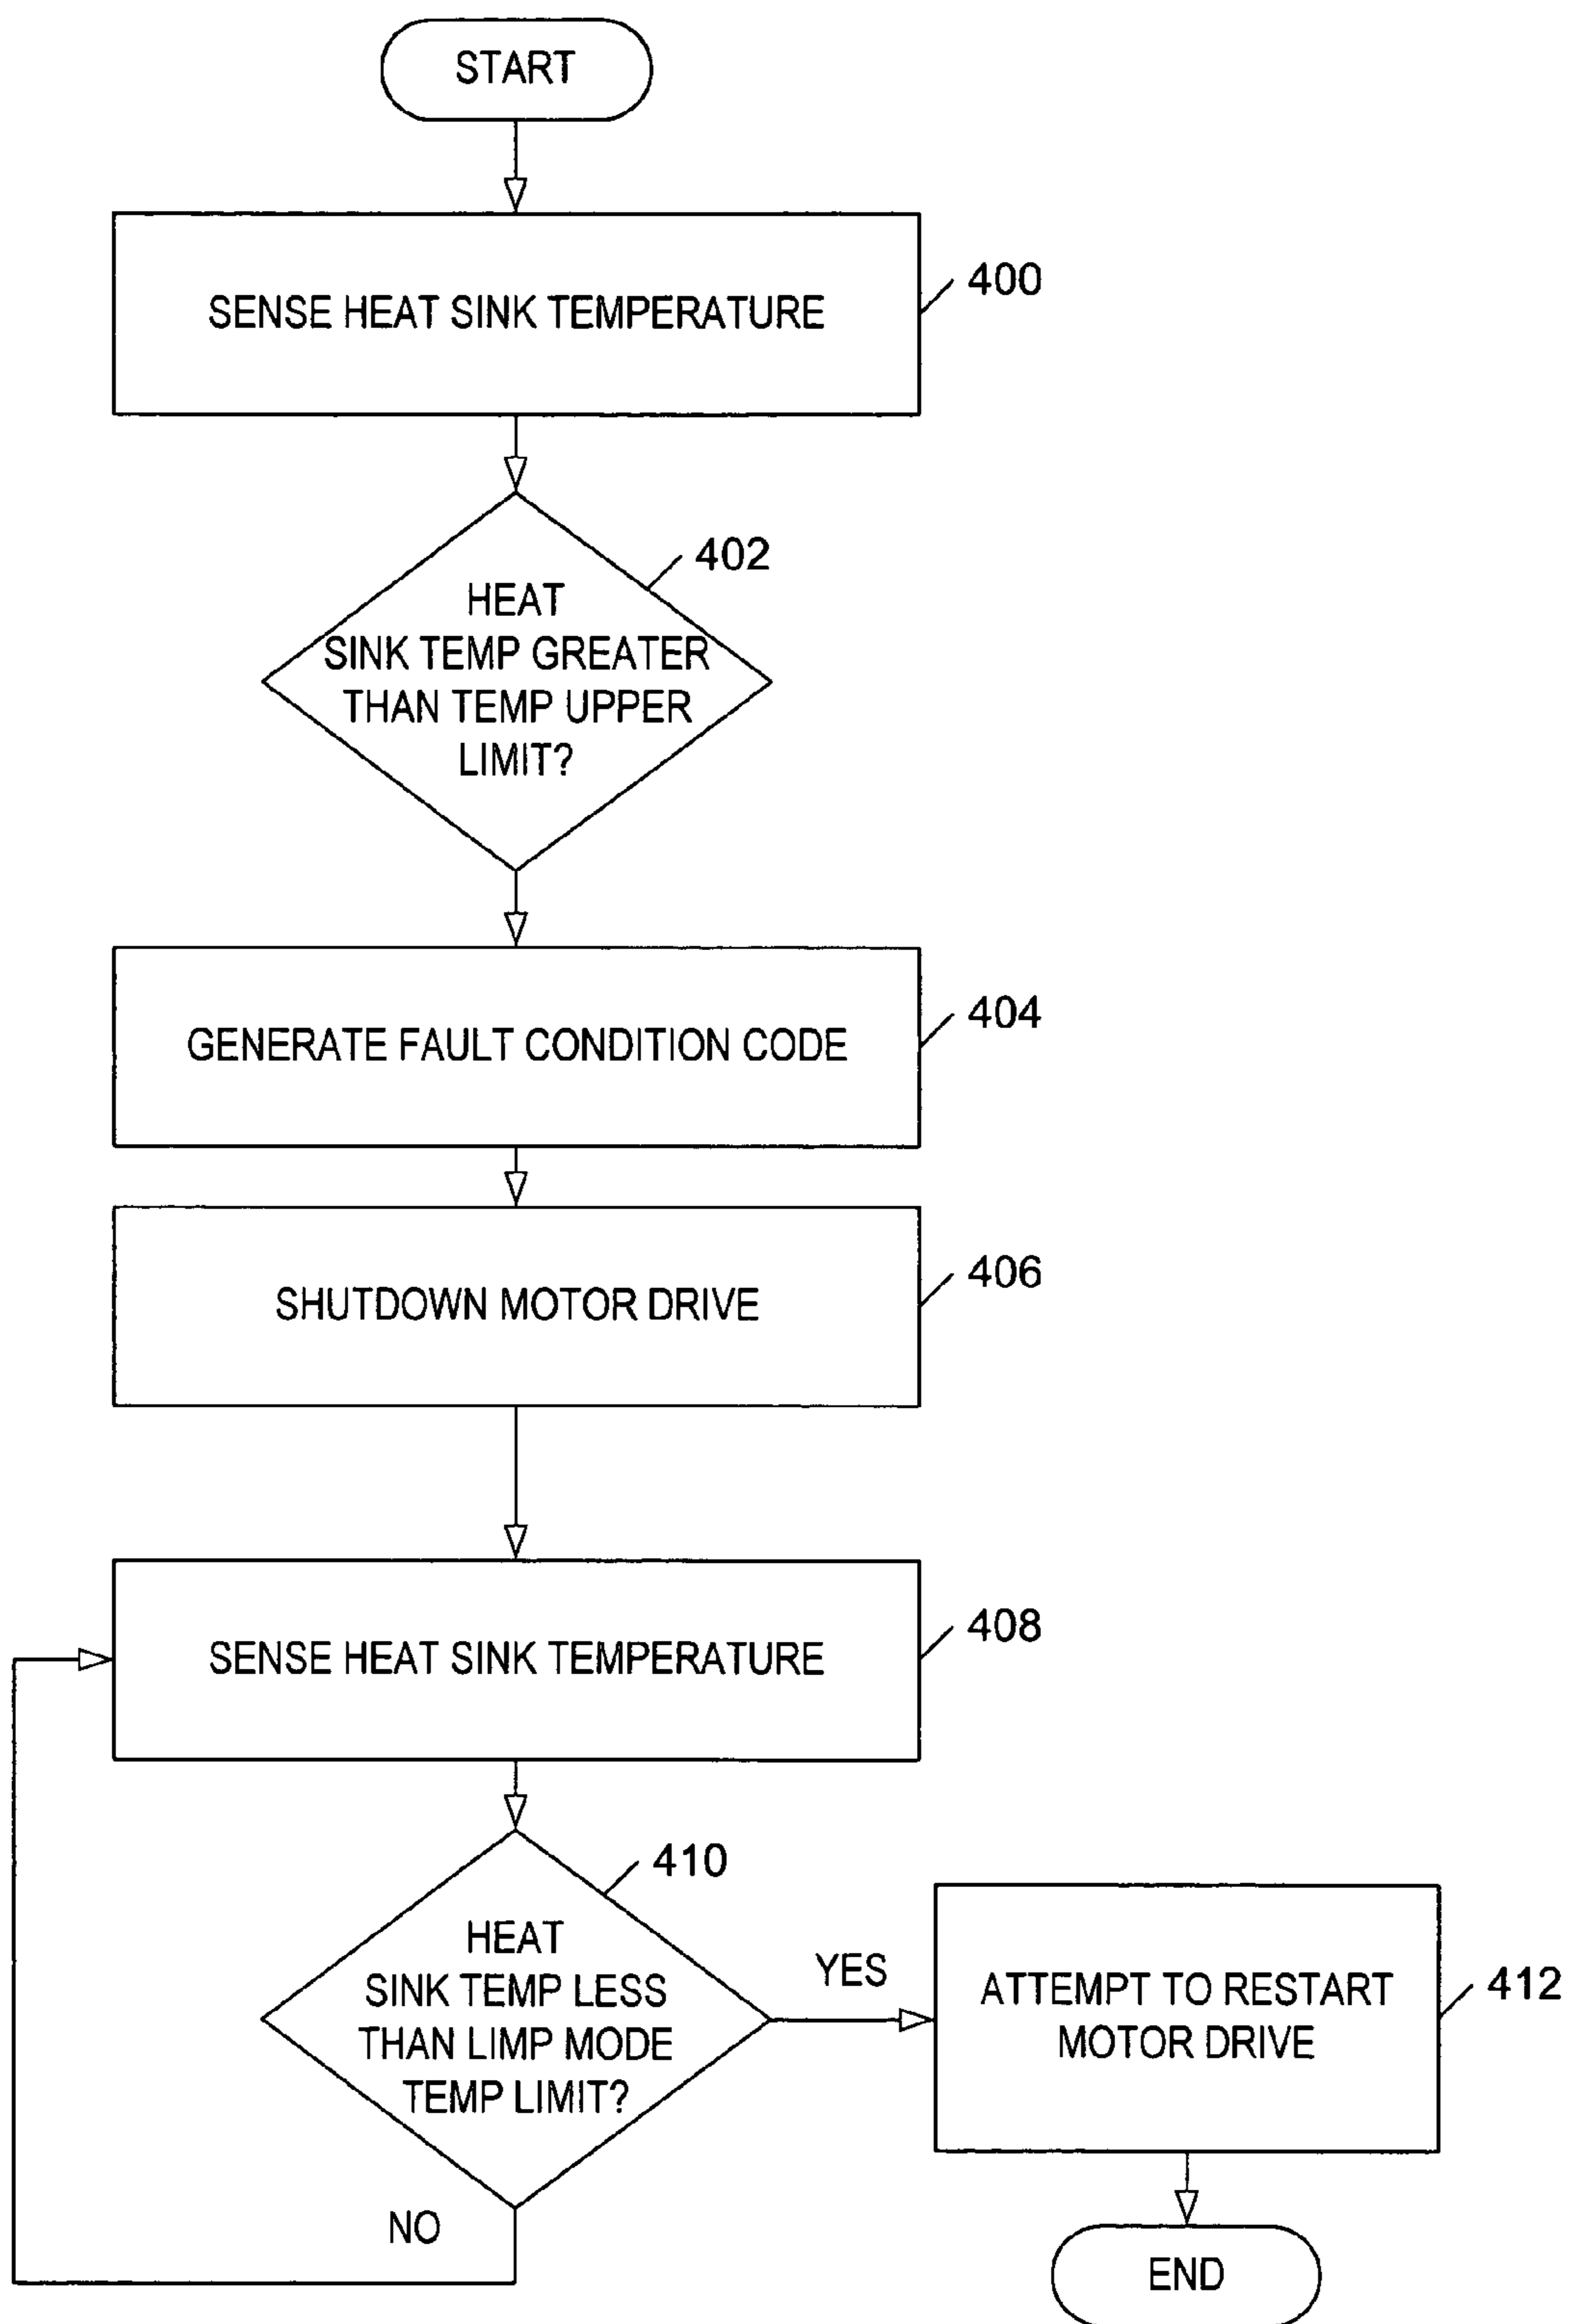 START
SENSE HEAT SINK TEMPERATURE
400
402
HEAT
SINK TEMP GREATER
THAN TEMP UPPER
LIMIT?
GENERATE FAULT CONDITION CODE
404
SHUTDOWN MOTOR DRIVE
406
SENSE HEAT SINK TEMPERATURE
408
410
HEAT
SINK TEMP LESS
THAN LIMP MODE
TEMP LIMIT?
YES
ATTEMPT TO RESTART
MOTOR DRIVE
412
NO
END